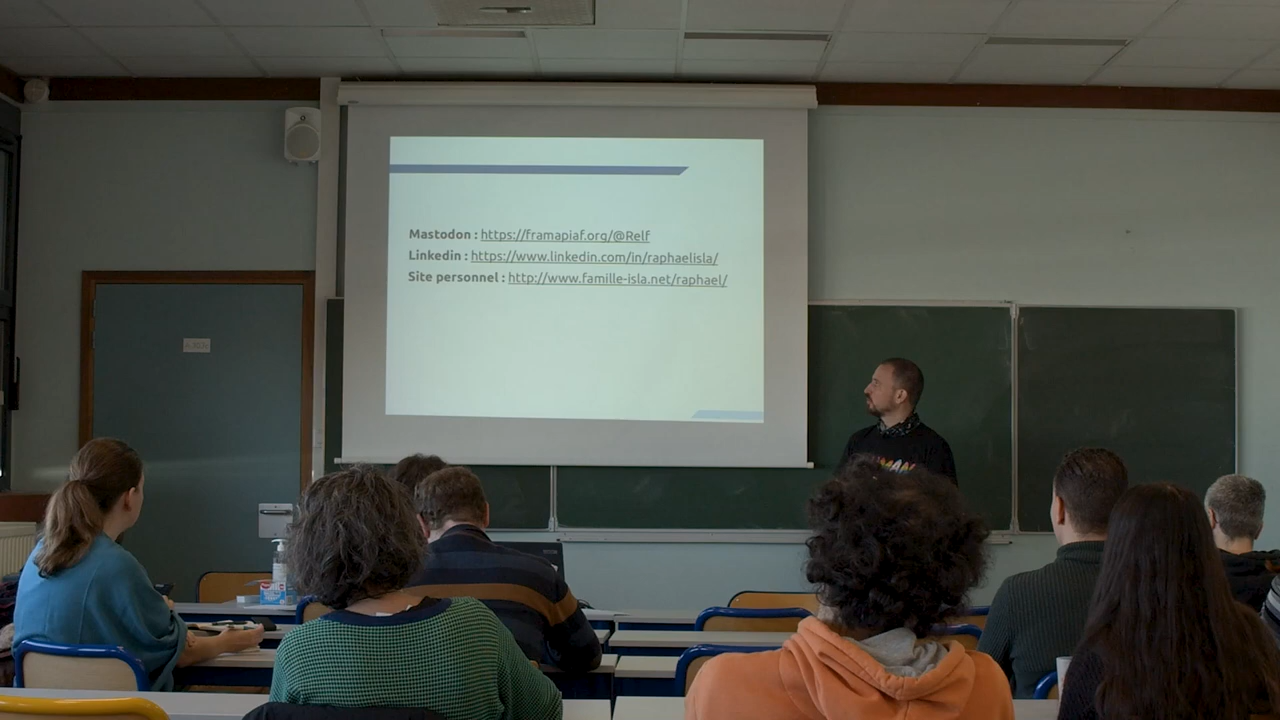 Mastodon : https://framapiaf.org/@Relf
Linkedin : https://www.linkedin.com/in/raphaelisla/
Site personnel : http://www.famille-isla.net/raphael/